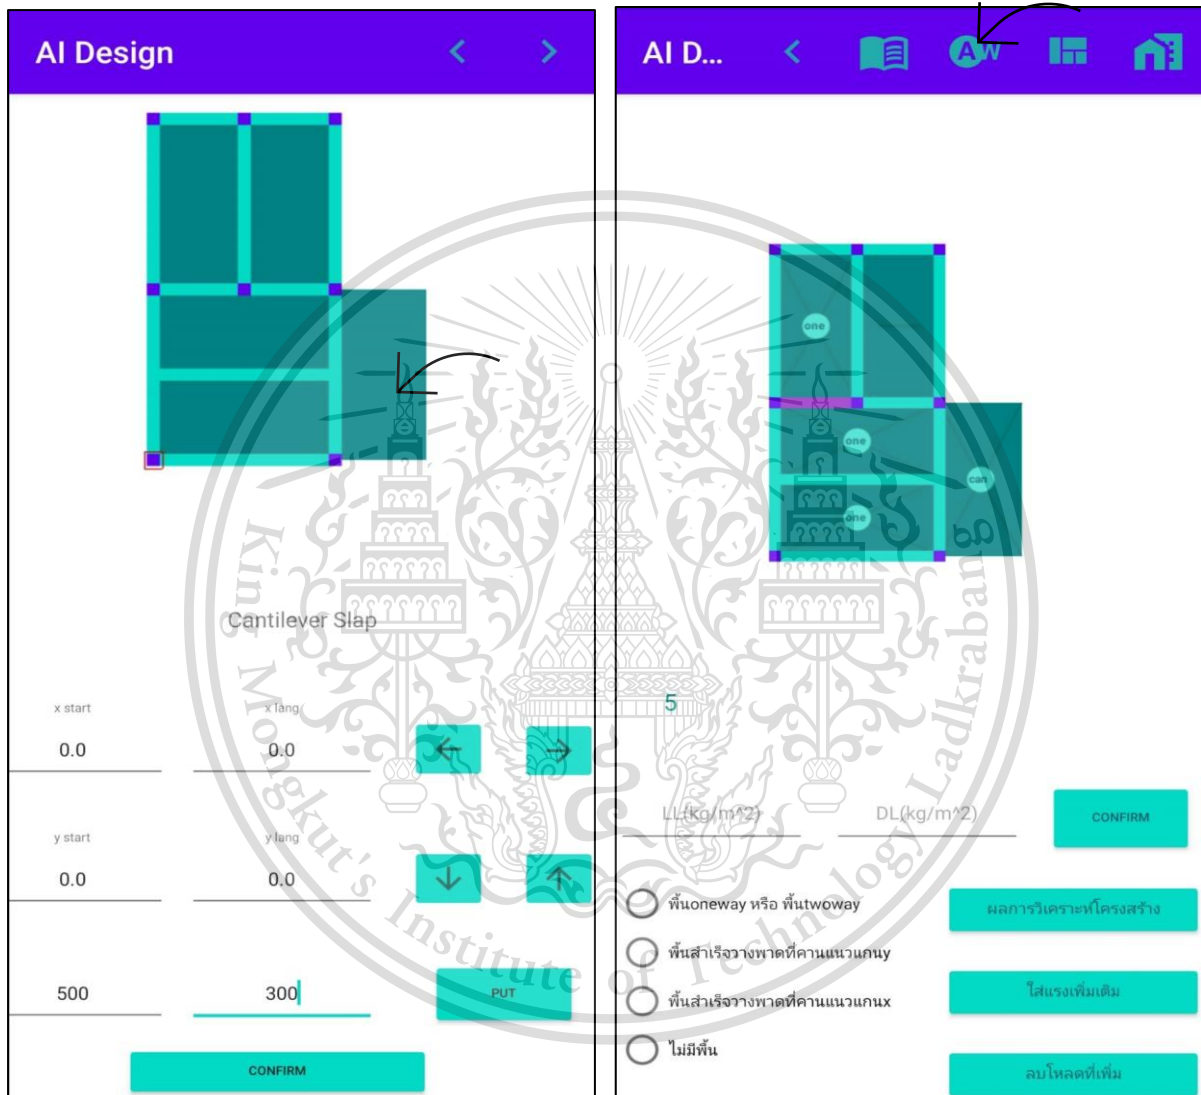 AI Design
Cantilever Slap
x start
x lang
0.0
0.0
y start
y lang
0.0
0.0
500
300
PUT
CONFIRM
AI D...
AW
one
one
can
one
5
LL(kg/m^2)
DL(kg/m^2)
CONFIRM
พื้นoneway หรือ พื้นtwoway
ผลการวิเคราะห์โครงสร้าง
พื้นสำเร็จวางพาดที่คานแนวแกนy
พื้นสำเร็จวางพาดที่คานแนวแกนx
ใส่แรงเพิ่มเติม
ไม่มีพื้น
ลบโหลดที่เพิ่ม
King Mongkut's Institute of Technology Ladkrabang